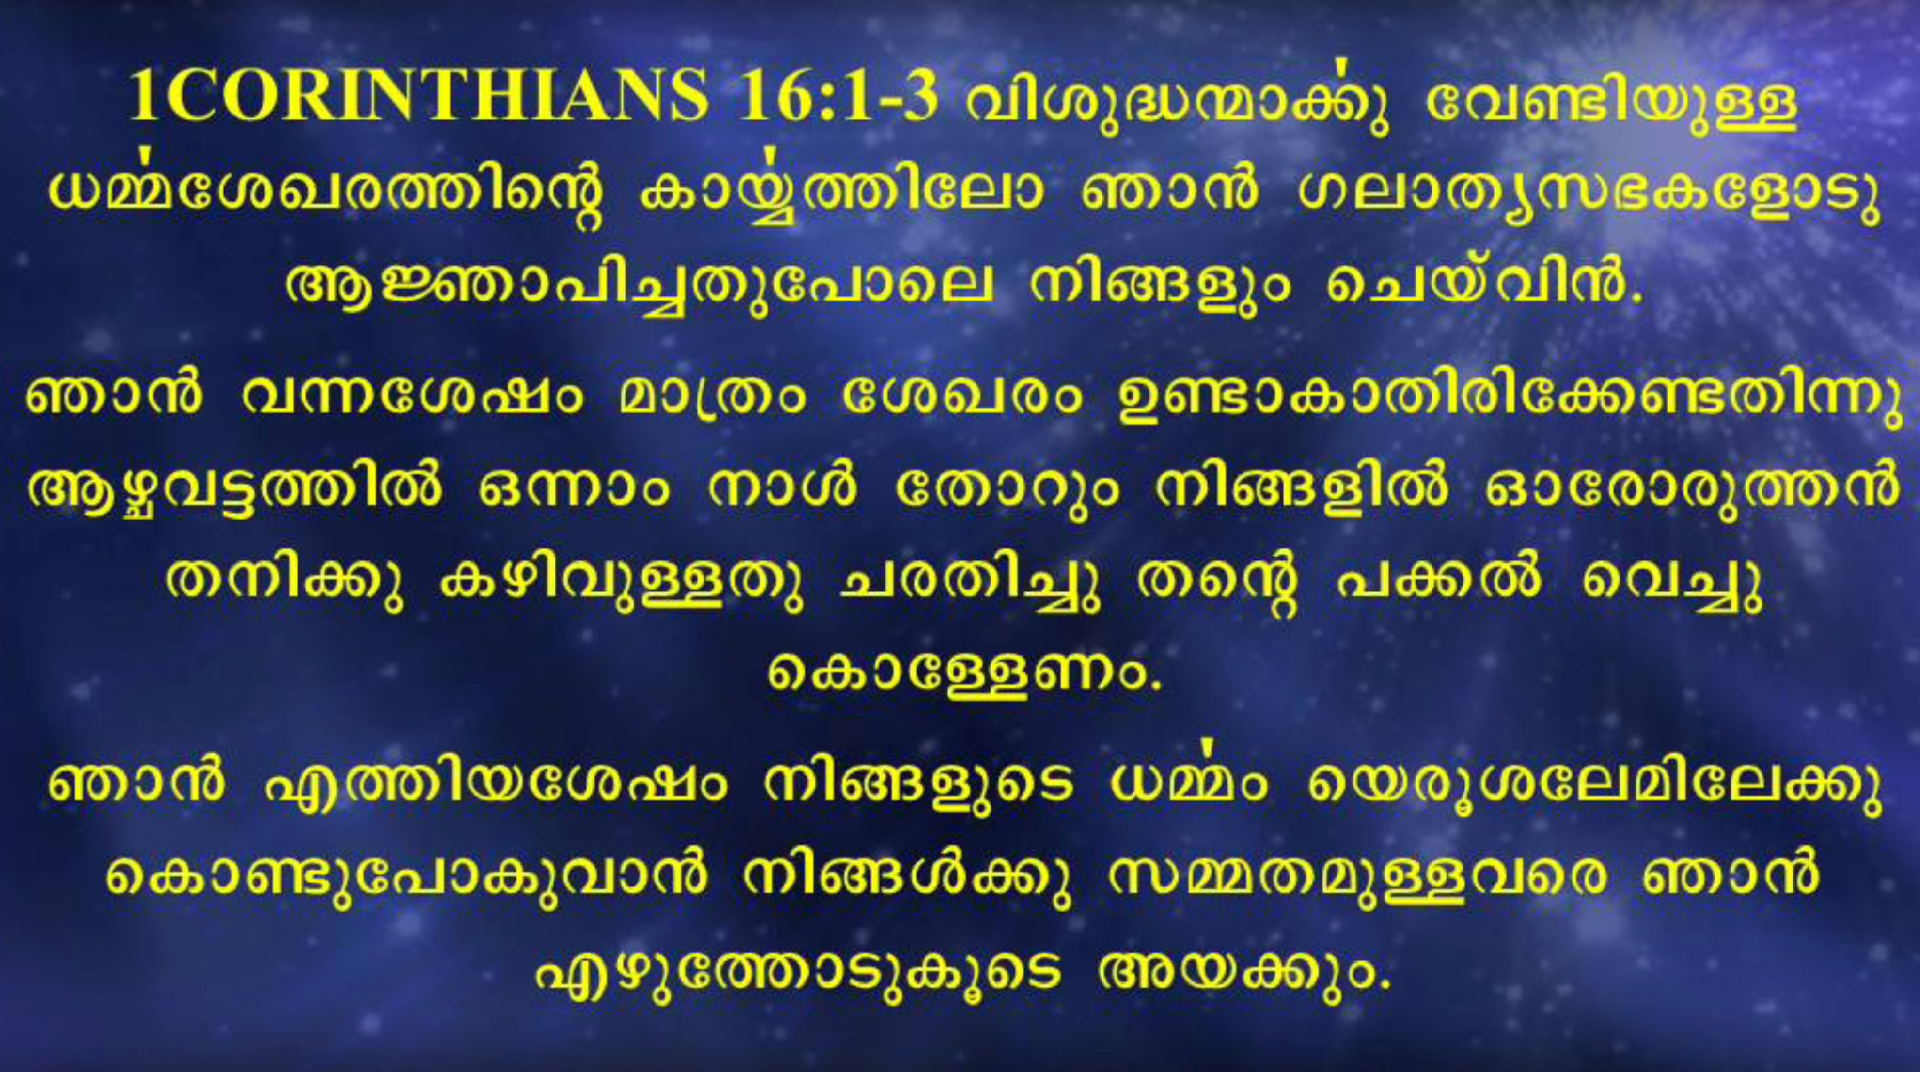 1CORINTHIANS 16:1-3 വിശുദ്ധന്മാൎക്കു വേണ്ടിയുള്ള
ധൎമ്മശേഖരത്തിന്റെ കാൎയ്യത്തിലോ ഞാൻ ഗലാത്യസഭകളോടു
ആജ്ഞാപിച്ചതുപോലെ നിങ്ങളും ചെയ്‌വിൻ.
ഞാൻ വന്നശേഷം മാത്രം ശേഖരം ഉണ്ടാകാതിരിക്കേണ്ടതിന്നു
ആഴ്ചവട്ടത്തിൽ ഒന്നാം നാൾ തോറും നിങ്ങളിൽ ഓരോരുത്തൻ
തനിക്കു കഴിവുള്ളതു ചരതിച്ചു തന്റെ പക്കൽ വെച്ചു
കൊള്ളേണം.
ഞാൻ എത്തിയശേഷം നിങ്ങളുടെ ധൎമ്മം യെരൂശലേമിലേക്കു
കൊണ്ടുപോകുവാൻ നിങ്ങൾക്കു സമ്മതമുള്ളവരെ ഞാൻ
എഴുത്തോടുകൂടെ അയക്കും.